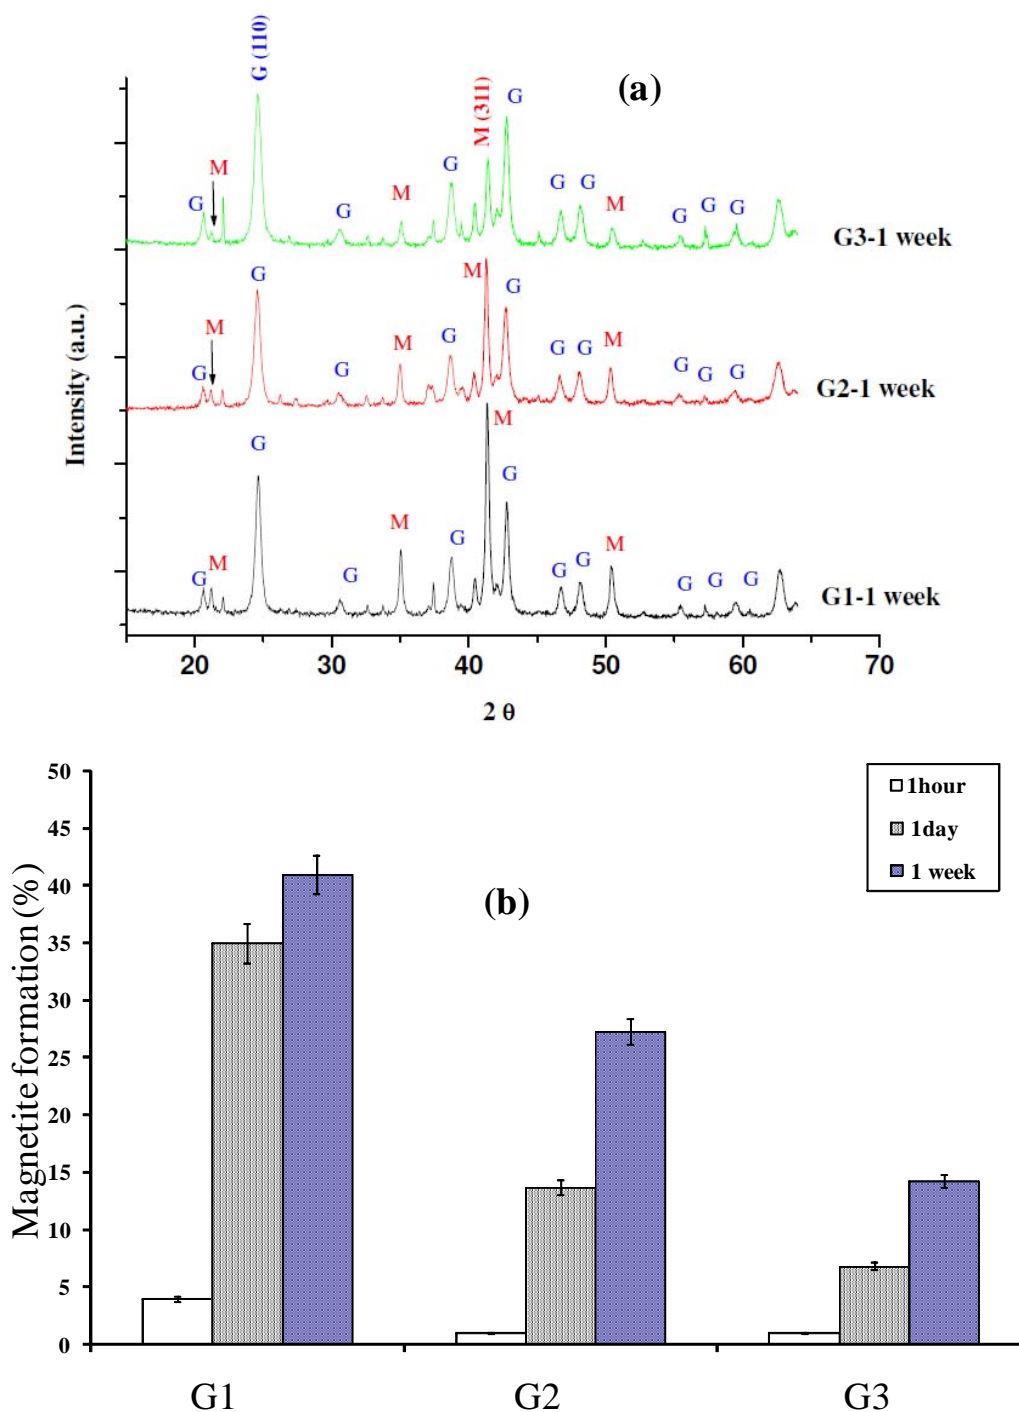 G (110)
M (311)
(a)
G
M
G
G
M
G
G
G
M
G
G
G
G3-1 week
G
M
G
M
G
M
G
M
G
G
G
M
G
G
G
G2-1 week
G
M
G
M
G
M
G
M
G
G
G
M
G
G
G
G1-1 week
Intensity (a.u.)
20 30 40 50 60 70
2 θ
50
45
40
35
30
25
20
15
10
5
0
Magnetite formation (%)
(b)
1hour
1day
1 week
G1 G2 G3